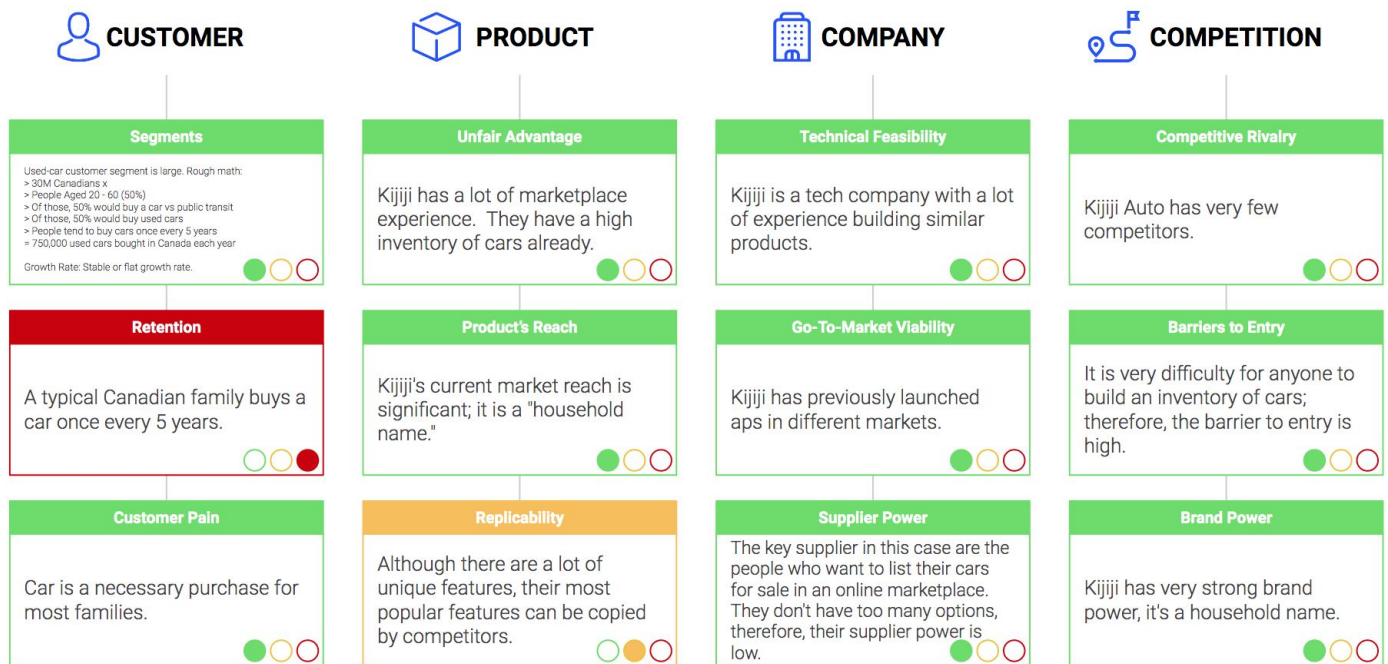 CUSTOMER
Segments
Used-car customer segment is large. Rough math:
> 30M Canadians x
> People Aged 20 - 60 (50%)
> Of those, 50% would buy a car vs public transit
> Of those, 50% would buy used cars
> People tend to buy cars once every 5 years
= 750,000 used cars bought in Canada each year
Growth Rate: Stable or flat growth rate.
Retention
A typical Canadian family buys a
car once every 5 years.
Customer Pain
Car is a necessary purchase for
most families.
PRODUCT
Unfair Advantage
Kijiji has a lot of marketplace
experience. They have a high
inventory of cars already.
Product's Reach
Kijiji's current market reach is
significant; it is a "household
name."
Replicability
Although there are a lot of
unique features, their most
popular features can be copied
by competitors.
COMPANY
Technical Feasibility
Kijiji is a tech company with a lot
of experience building similar
products.
Go-To-Market Viability
Kijiji has previously launched
aps in different markets.
Supplier Power
The key supplier in this case are the
people who want to list their cars
for sale in an online marketplace.
They don't have too many options,
therefore, their supplier power is
low.
COMPETITION
Competitive Rivalry
Kijiji Auto has very few
competitors.
Barriers to Entry
It is very difficulty for anyone to
build an inventory of cars;
therefore, the barrier to entry is
high.
Brand Power
Kijiji has very strong brand
power, it's a household name.